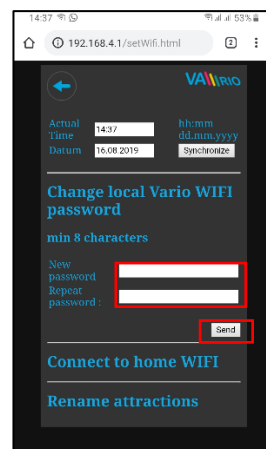 14:37 53%
192.168.4.1/setWifi.html 2
VARIO
Actual
Time 14:37 hh:mm
dd.mm.yyyy
Datum 16.08 2019 Synchronize
Change local Vario WIFI
password
min 8 characters
New
password
Repeat
password :
Send
Connect to home WIFI
Rename attractions